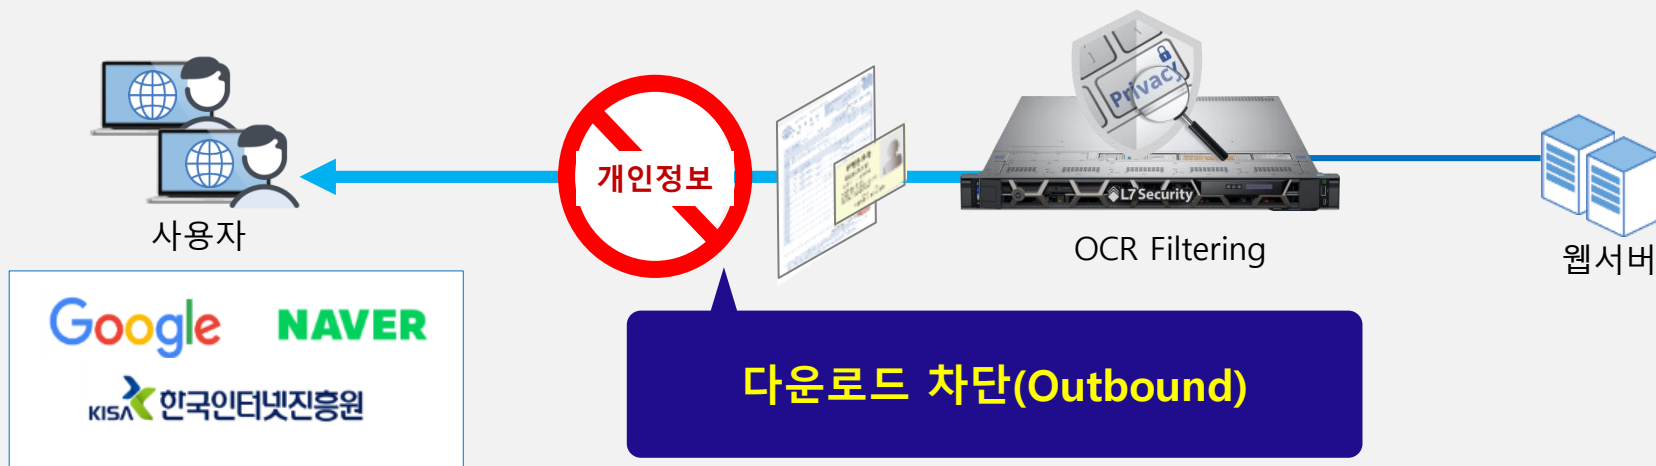 Privacy
개인정보
L7 Security
사용자
OCR Filtering
웹서버
Google NAVER
KISA 한국인터넷진흥원
다운로드 차단(Outbound)